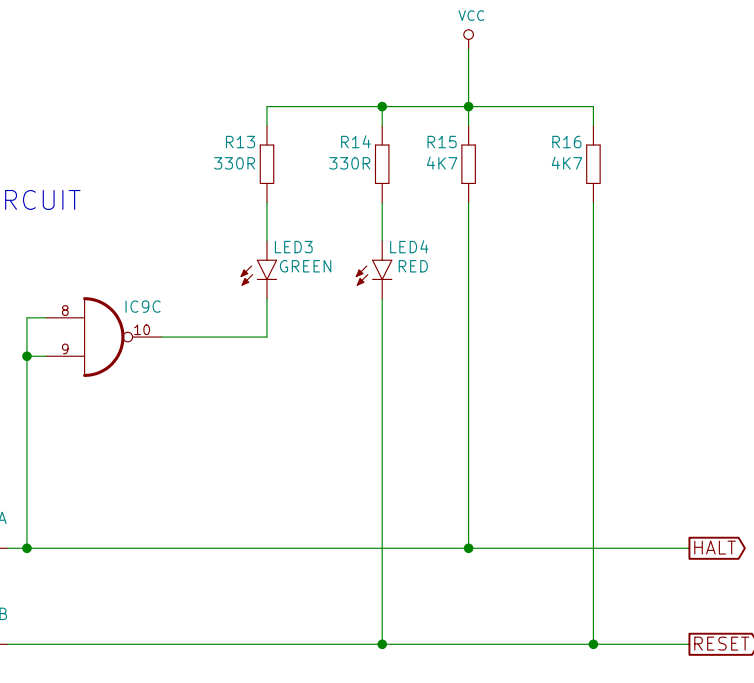 VCC
R13
330R
R14
330R
R15
4K7
R16
4K7
RCUIT
LED3
GREEN
LED4
RED
IC9C
8
9
10
A
HALT
B
RESET